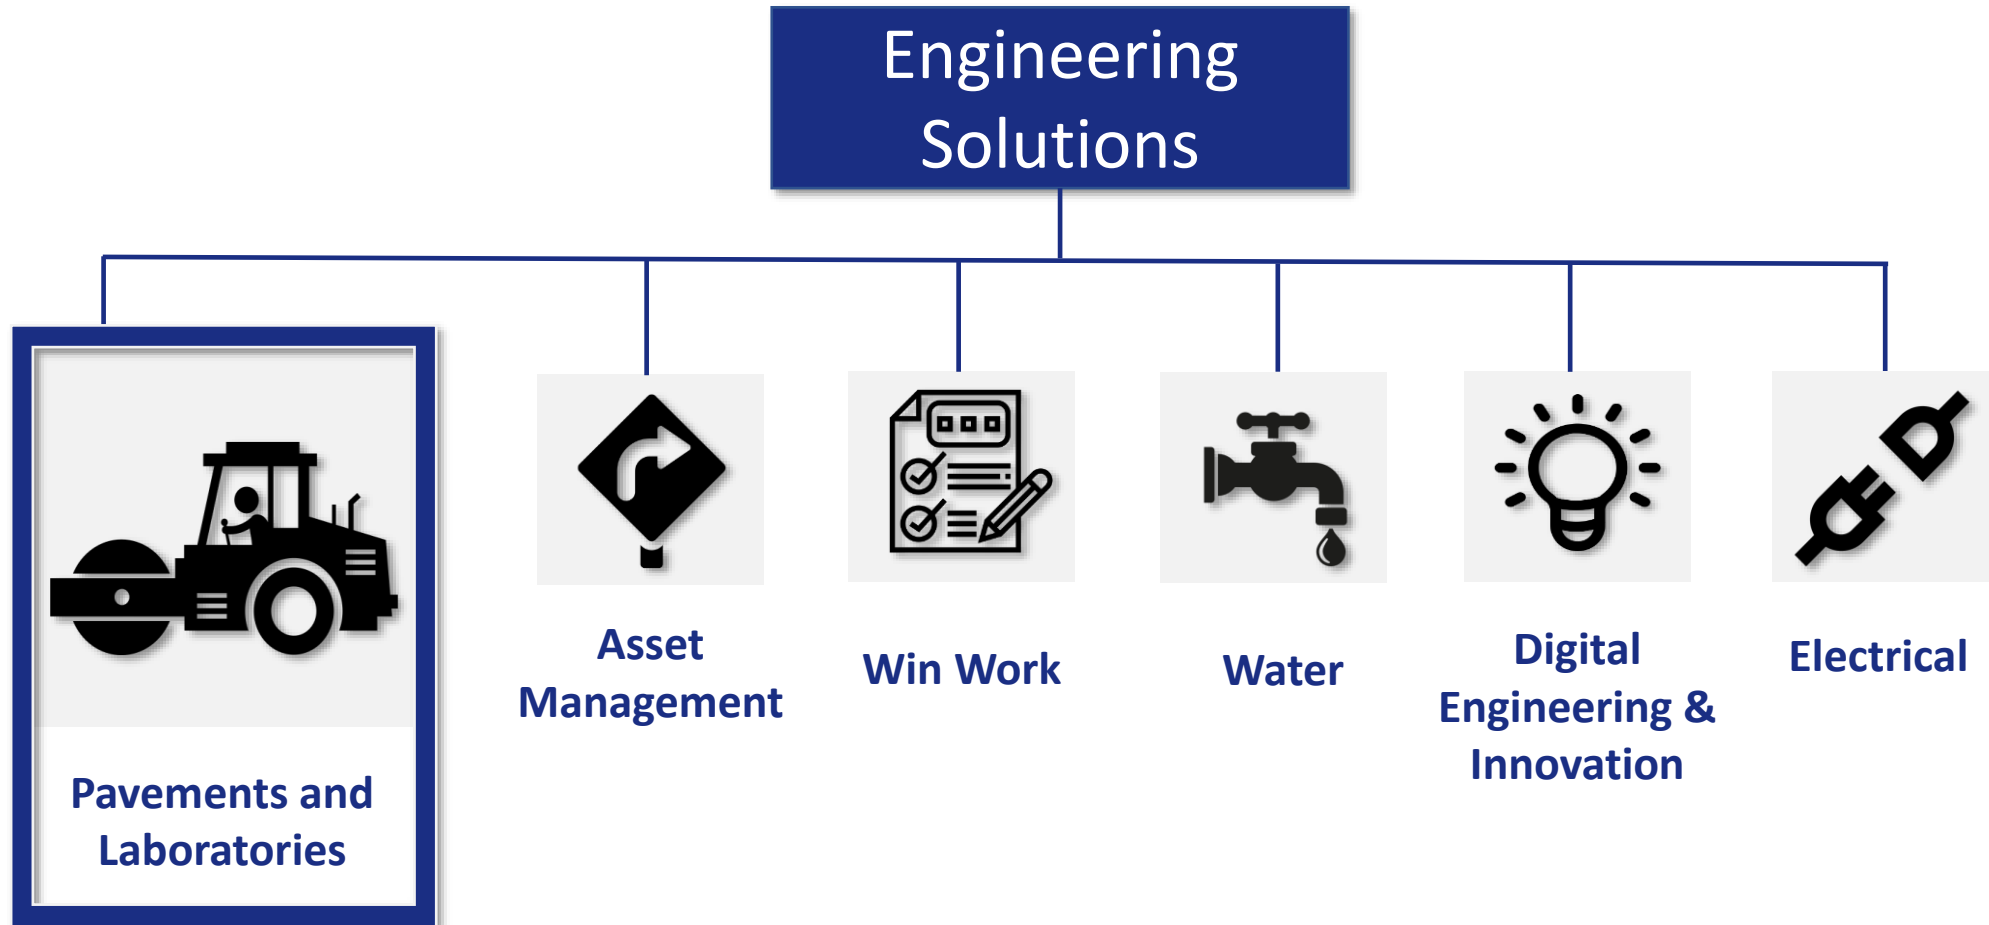 Engineering
Solutions
Pavements and
Laboratories
Asset
Management
Win Work
Water
Digital
Engineering &
Innovation
Electrical